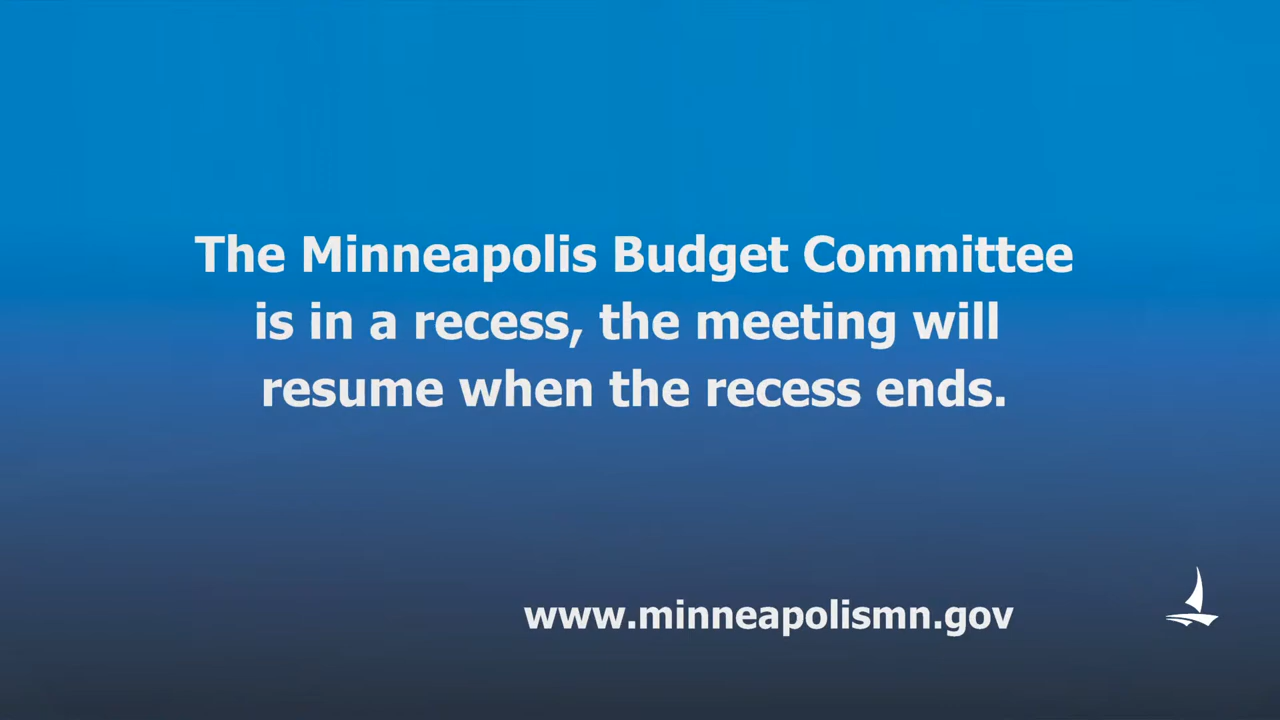 The Minneapolis Budget Committee
is in a recess, the meeting will
resume when the recess ends.
www.minneapolismn.gov